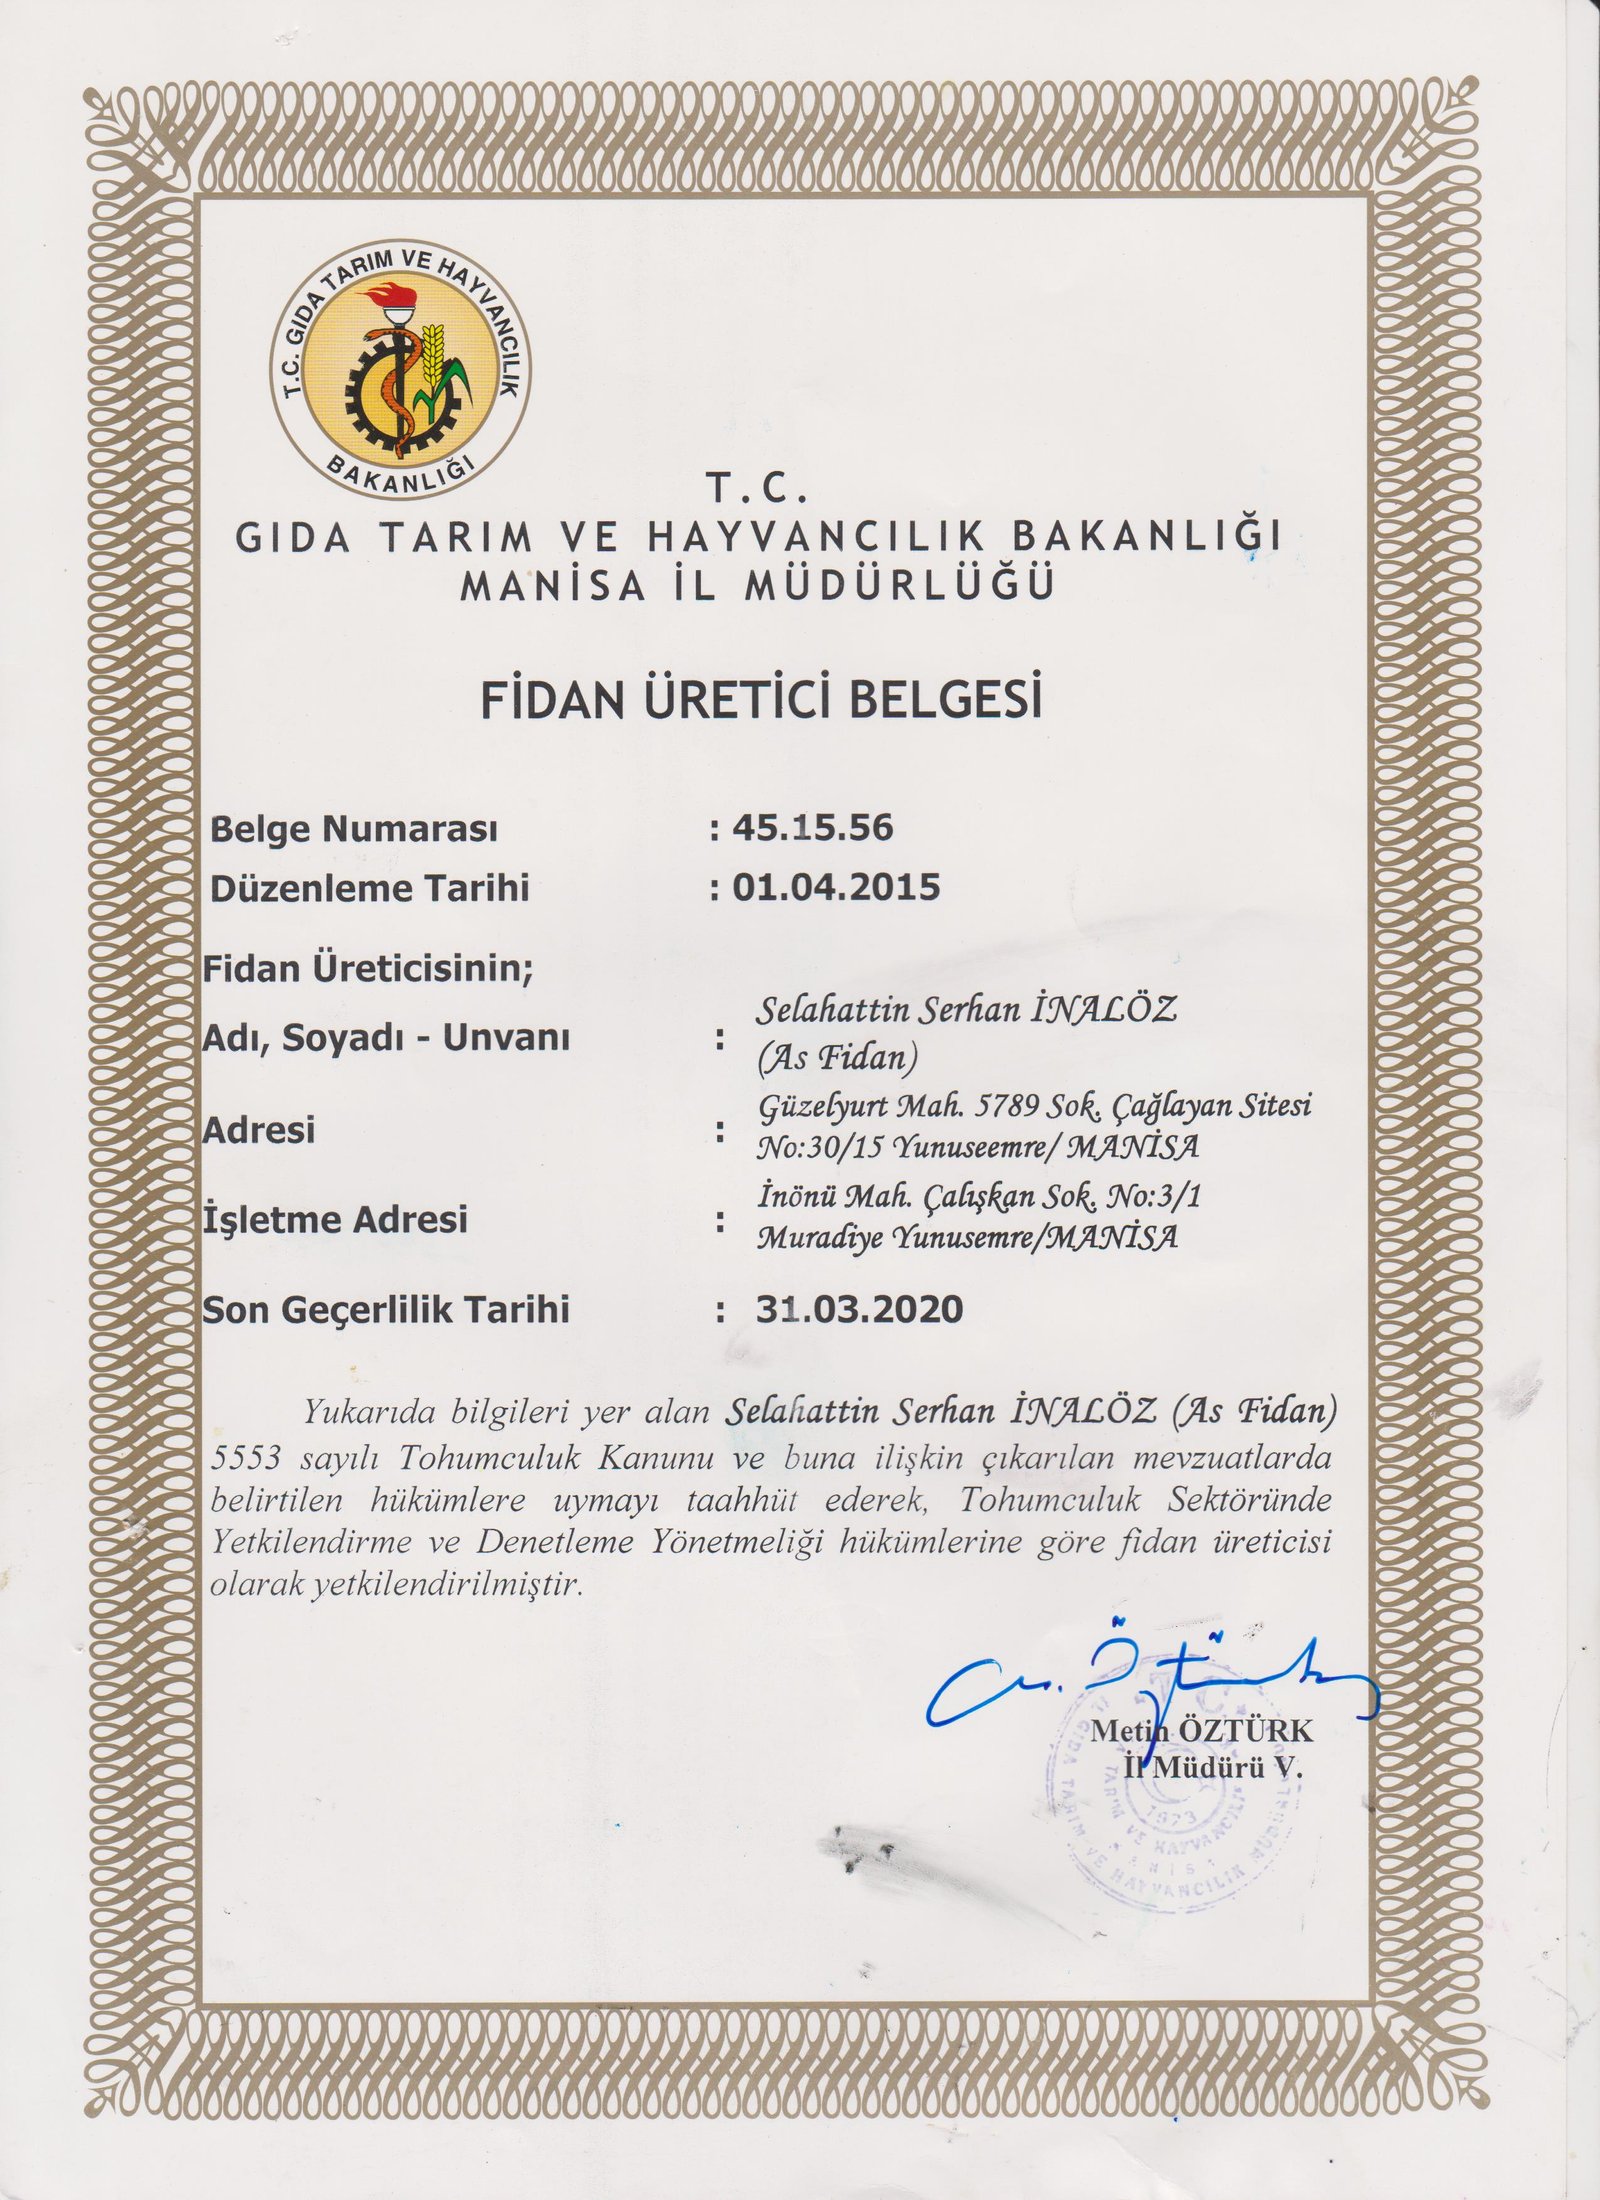 T.C. GIDA TARIM VE HAYVANCILIK
BAKANLIĞI
T.C.
GIDA TARIM VE HAYVANCILIK BAKANLIĞI
MANİSA İL MÜDÜRLÜĞÜ
FİDAN ÜRETİCİ BELGESİ
Belge Numarası : 45.15.56
Düzenleme Tarihi : 01.04.2015
Fidan Üreticisinin;
Adı, Soyadı - Unvanı : Selahattin Serhan İNALÖZ
(As Fidan)
Adresi : Güzelyurt Mah. 5789 Sok. Çağlayan Sitesi
No:30/15 Yunuseemre/ MANİSA
İşletme Adresi : İnönü Mah. Çalışkan Sok. No:3/1
Muradiye Yunusemre/MANİSA
Son Geçerlilik Tarihi : 31.03.2020
Yukarıda bilgileri yer alan Selahattin Serhan İNALÖZ (As Fidan)
5553 sayılı Tohumculuk Kanunu ve buna ilişkin çıkarılan mevzuatlarda
belirtilen hükümlere uymayı taahhüt ederek, Tohumculuk Sektöründe
Yetkilendirme ve Denetleme Yönetmeliği hükümlerine göre fidan üreticisi
olarak yetkilendirilmiştir.
Metin ÖZTÜRK
İl Müdürü V.